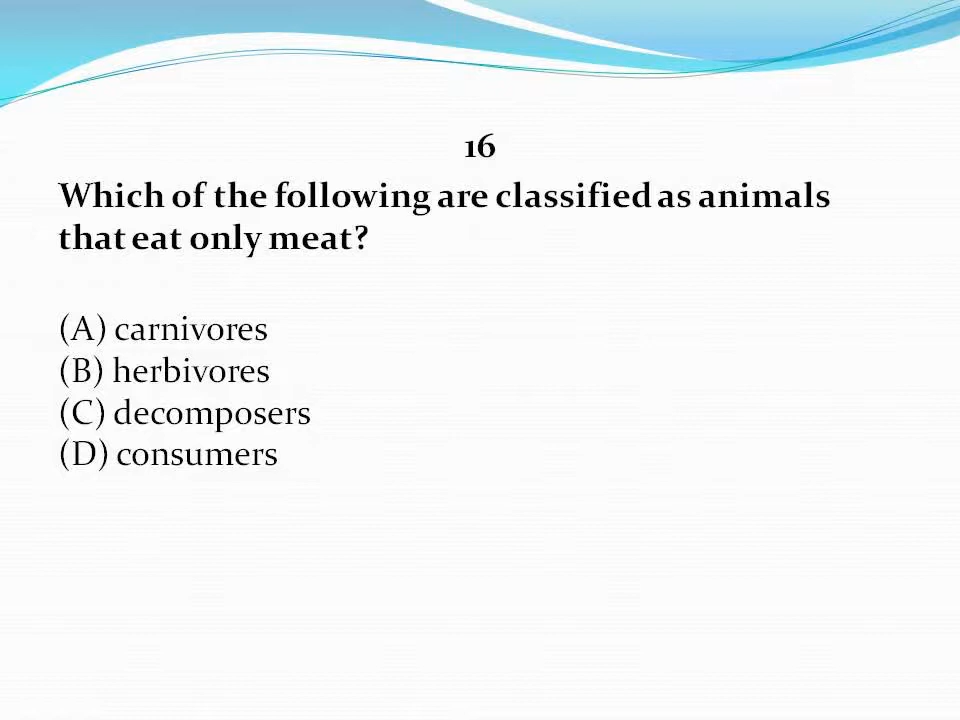 16
Which of the following are classified as animals
that eat only meat?
(A) carnivores
(B) herbivores
(C) decomposers
(D) consumers